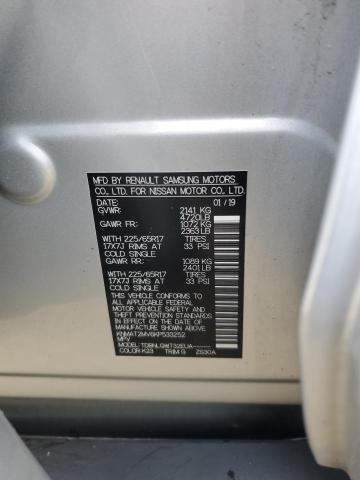 MFD BY RENAULT SAMSUNG MOTORS
CO., LTD. FOR NISSAN MOTOR CO., LTD.
DATE: 01 / 19
GVWR: 2141 KG
4720LB
GAWR FR: 1072 KG
2363LB
WITH 225/65R17 TIRES
17X7J RIMS 33 PSI
COLD SINGLE
GAWR RR: 1089 KG
2401LB
WITH 225/65R17 TIRES
17X7J RIMS 33 PSI
COLD SINGLE
THIS VEHICLE CONFORMS TO ALL
APPLICABLE FEDERAL MOTOR
VEHICLE SAFETY AND THEFT
PREVENTION STANDARDS IN EFFECT
ON THE DATE OF
MANUFACTURE SHOWN ABOVE.
KNMAT2MV6KP533252
MPV
MODEL: TDBNLQWT32EUA------
COLOR K23 TRIM G ZS30A